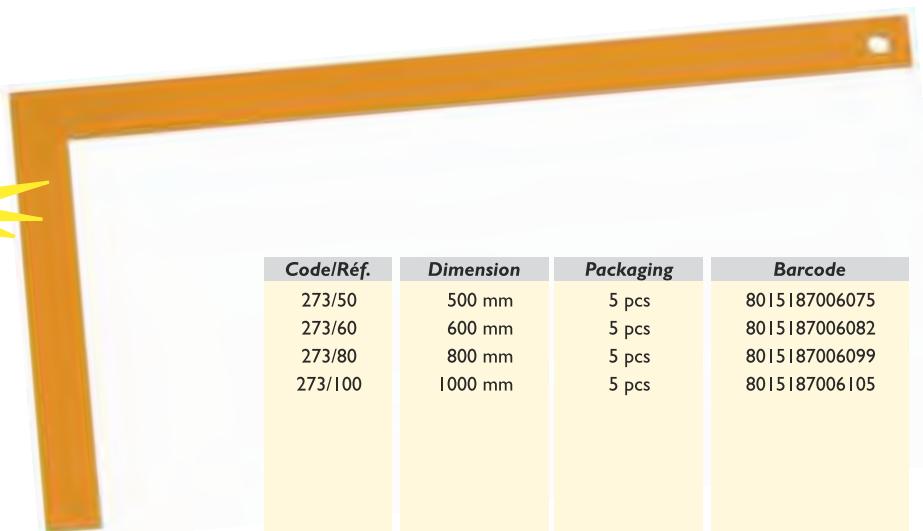 Code/Réf. Dimension Packaging Barcode
273/50 500 mm 5 pcs 8015187006075
273/60 600 mm 5 pcs 8015187006082
273/80 800 mm 5 pcs 8015187006099
273/100 1000 mm 5 pcs 8015187006105